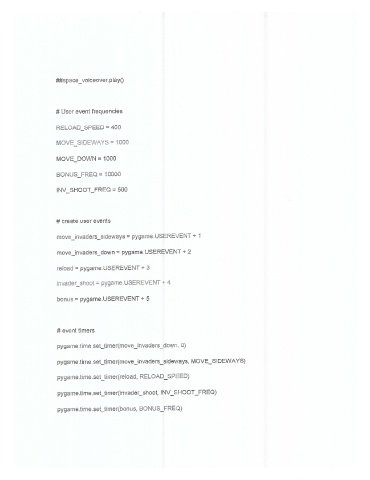 ##space_voiceover.play()
# User event frequencies
RELOAD_SPEED = 400
MOVE_SIDEWAYS = 1000
MOVE_DOWN = 1000
BONUS_FREQ = 10000
INV_SHOOT_FREQ = 500
# create user events
move_invaders_sideways = pygame.USEREVENT + 1
move_invaders_down = pygame.USEREVENT + 2
reload = pygame.USEREVENT + 3
invader_shoot = pygame.USEREVENT + 4
bonus = pygame.USEREVENT + 5
# event timers
pygame.time.set_timer(move_invaders_down, 0)
pygame.time.set_timer(move_invaders_sideways, MOVE_SIDEWAYS)
pygame.time.set_timer(reload, RELOAD_SPEED)
pygame.time.set_timer(invader_shoot, INV_SHOOT_FREQ)
pygame.time.set_timer(bonus, BONUS_FREQ)